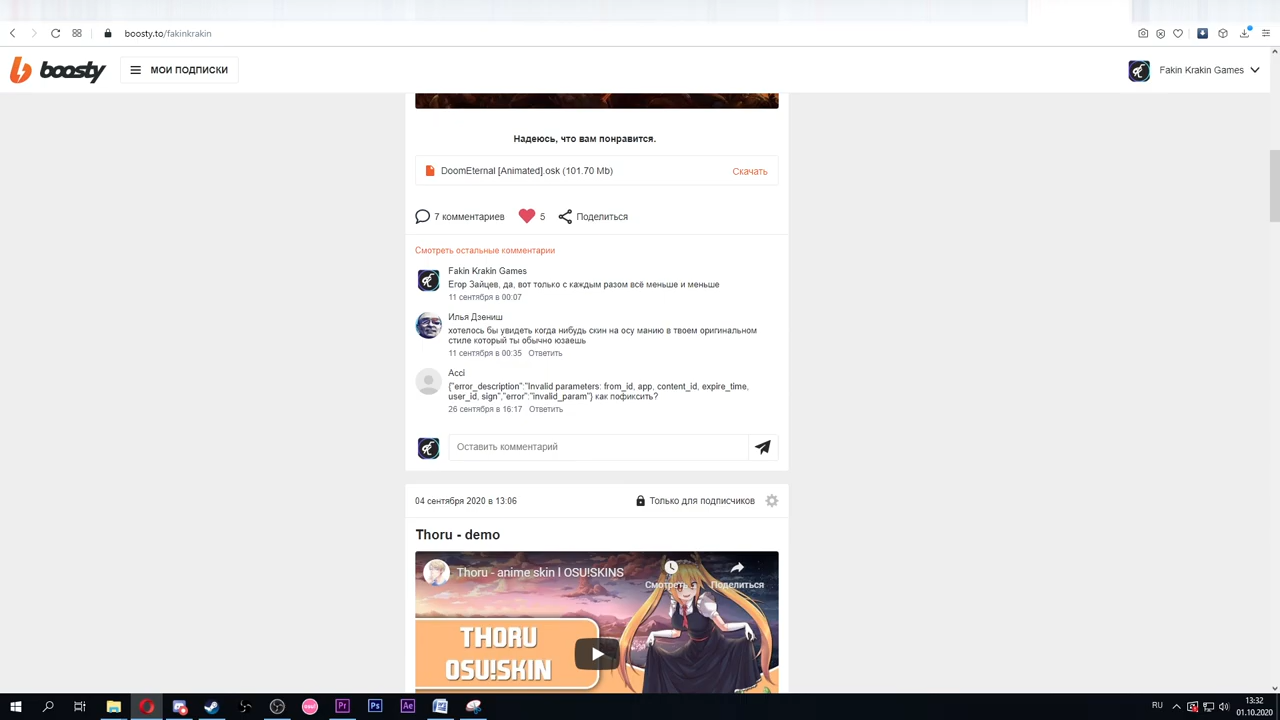 boosty.to/fakinkrakin
boosty
МОИ ПОДПИСКИ
Fakin Krakin Games
Надеюсь, что вам понравится.
DoomEternal [Animated].osk (101.70 Mb)
Скачать
7 комментариев
5
Поделиться
Смотреть остальные комментарии
Fakin Krakin Games
Егор Зайцев, да, вот только с каждым разом всё меньше и меньше
11 сентября в 00:07
Илья Дзениш
хотелось бы увидеть когда нибудь скин на осу манию в твоем оригинальном
стиле который ты обычно юзаешь
11 сентября в 00:35 Ответить
Acci
{"error_description":"Invalid parameters: from_id, app, content_id, expire_time,
user_id, sign","error":"invalid_param"} как пофиксить?
26 сентября в 16:17 Ответить
Оставить комментарий
04 сентября 2020 в 13:06
Только для подписчиков
Thoru - demo
Thoru - anime skin l OSU!SKINS
Смотреть...
Поделиться
THORU
OSU!SKIN
osu!
Pr
Ps
Ae
RU
13:32
01.10.2020